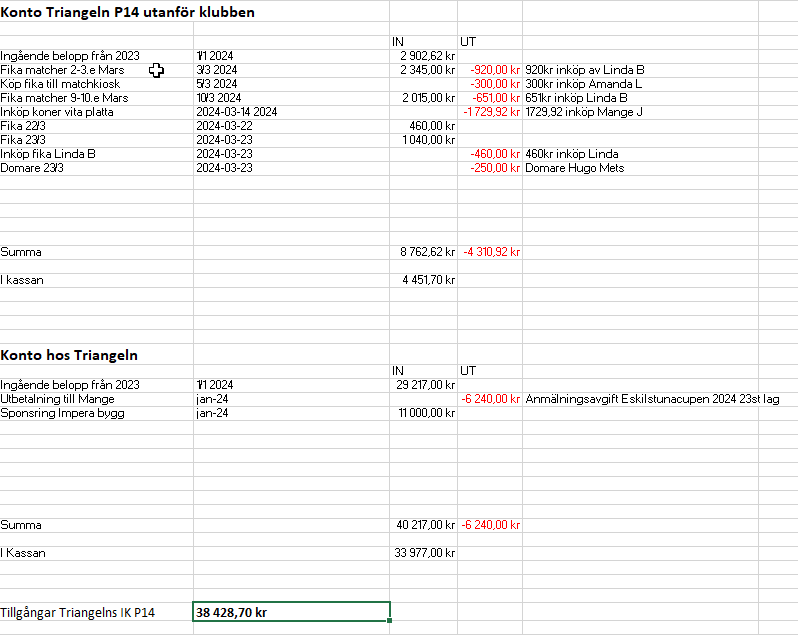 Konto Triangeln P14 utanför klubben
IN UT
Ingående belopp från 2023 1/1 2024 2 902,62 kr
Fika matcher 2-3.e Mars 3/3 2024 2 345,00 kr -920,00 kr 920kr inköp av Linda B
Köp fika till matchkiosk 5/3 2024 -300,00 kr 300kr inköp Amanda L
Fika matcher 9-10.e Mars 10/3 2024 2 015,00 kr -651,00 kr 651kr inköp Linda B
Inköp koner vita platta 2024-03-14 2024 -1 729,92 kr 1729,92 inköp Mange J
Fika 22/3 2024-03-22 460,00 kr
Fika 23/3 2024-03-23 1 040,00 kr
Inköp fika Linda B 2024-03-23 -460,00 kr 460kr inköp Linda
Domare 23/3 2024-03-23 -250,00 kr Domare Hugo Mets
Summa 8 762,62 kr -4 310,92 kr
I kassan 4 451,70 kr
Konto hos Triangeln
IN UT
Ingående belopp från 2023 1/1 2024 29 217,00 kr
Utbetalning till Mange jan-24 -6 240,00 kr Anmälningsavgift Eskilstunacupen 2024 23st lag
Sponsring Impera bygg jan-24 11 000,00 kr
Summa 40 217,00 kr -6 240,00 kr
I Kassan 33 977,00 kr
Tillgångar Triangelns IK P14 38 428,70 kr